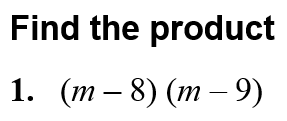 Find the product
1. (m – 8) (m – 9)